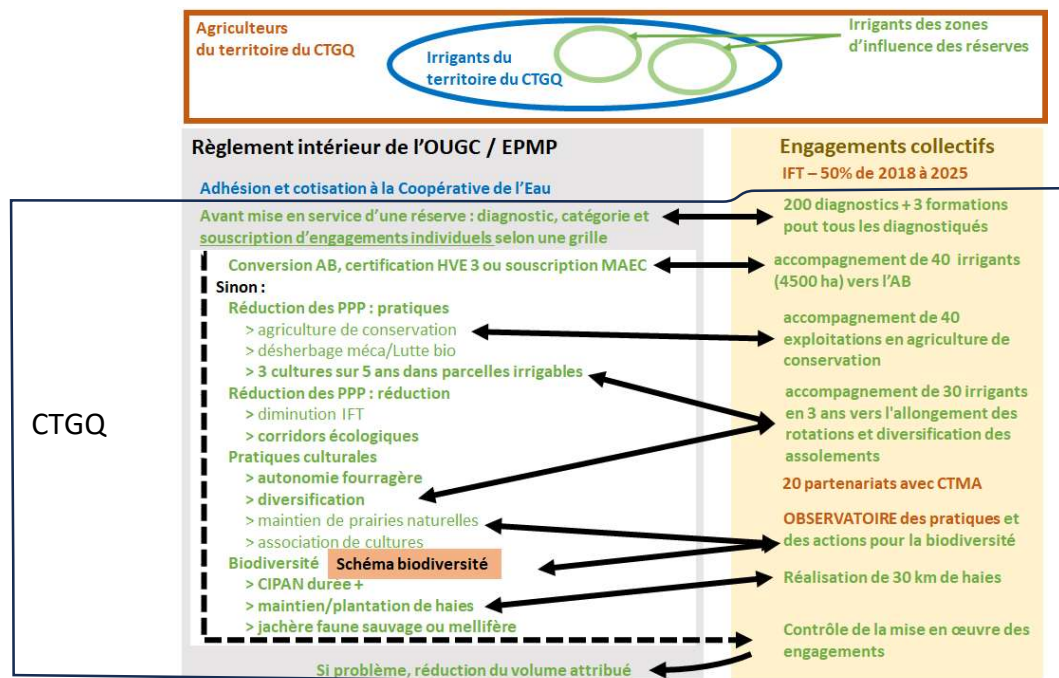 Agriculteurs
du territoire du CTGQ
Irrigants du
territoire du CTGQ
Irrigants des zones
d'influence des réserves
Règlement intérieur de l'OUGC / EPMP
Adhésion et cotisation à la Coopérative de l'Eau
Avant mise en service d'une réserve : diagnostic, catégorie et
souscription d'engagements individuels selon une grille
Conversion AB, certification HVE 3 ou souscription MAEC
Sinon :
Réduction des PPP : pratiques
> agriculture de conservation
> désherbage méca/Lutte bio
> 3 cultures sur 5 ans dans parcelles irrigables
Réduction des PPP : réduction
> diminution IFT
> corridors écologiques
Pratiques culturales
> autonomie fourragère
> diversification
> maintien de prairies naturelles
> association de cultures
Biodiversité
Schéma biodiversité
> CIPAN durée +
> maintien/plantation de haies
> jachère faune sauvage ou mellifère
Si problème, réduction du volume attribué
CTGQ
Engagements collectifs
IFT – 50% de 2018 à 2025
200 diagnostics + 3 formations
pout tous les diagnostiqués
accompagnement de 40 irrigants
(4500 ha) vers l'AB
accompagnement de 40
exploitations en agriculture de
conservation
accompagnement de 30 irrigants
en 3 ans vers l'allongement des
rotations et diversification des
assolements
20 partenariats avec CTMA
OBSERVATOIRE des pratiques et
des actions pour la biodiversité
Réalisation de 30 km de haies
Contrôle de la mise en œuvre des
engagements